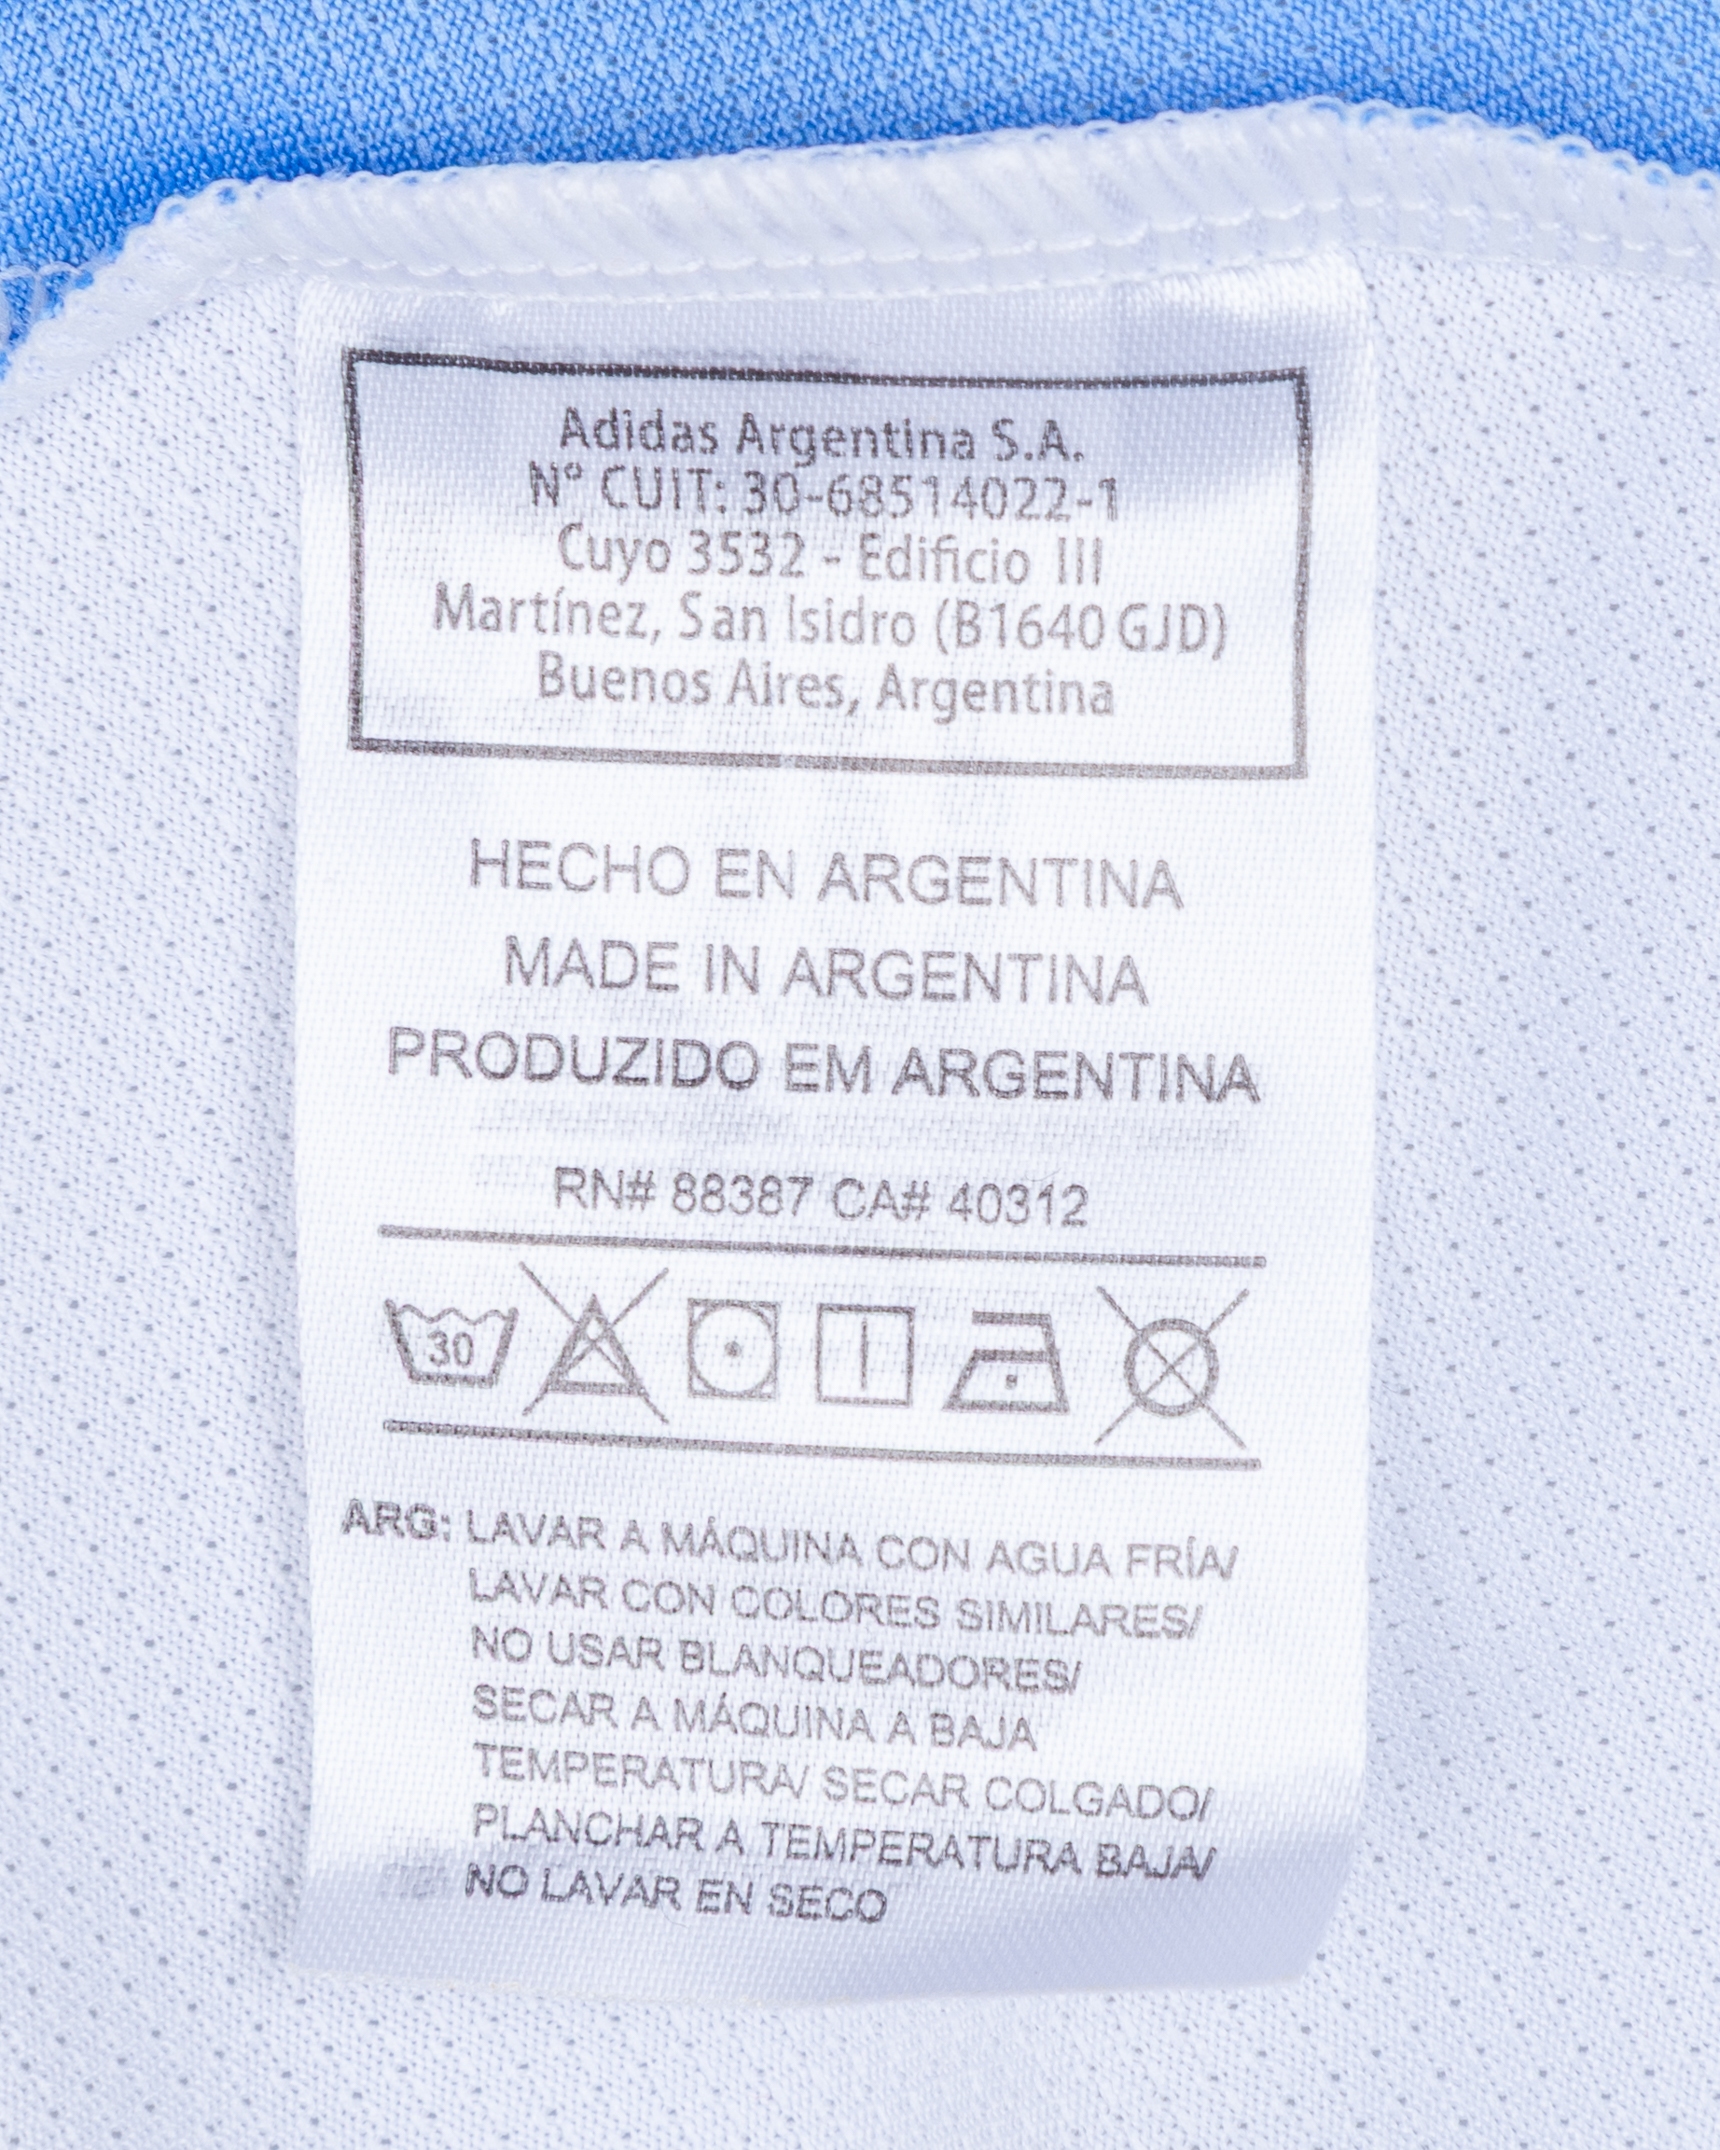 Adidas Argentina S.A.
N° CUIT: 30-68514022-1
Cuyo 3532 - Edificio III
Martínez, San Isidro (B1640 GJD)
Buenos Aires, Argentina
HECHO EN ARGENTINA
MADE IN ARGENTINA
PRODUZIDO EM ARGENTINA
RN# 88387 CA# 40312
30
ARG: LAVAR A MÁQUINA CON AGUA FRÍA/
LAVAR CON COLORES SIMILARES/
NO USAR BLANQUEADORES/
SECAR A MÁQUINA A BAJA
TEMPERATURA/ SECAR COLGADO/
PLANCHAR A TEMPERATURA BAJA/
NO LAVAR EN SECO